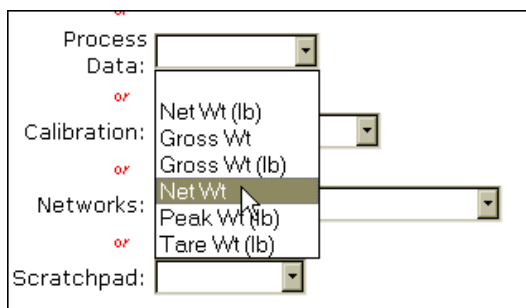 or
Process
Data:
or
Net Wt (lb)
Calibration:
Gross Wt
or
Gross Wt (lb)
Net Wt
Networks:
Peak Wt (lb)
or
Tare Wt (lb)
Scratchpad: